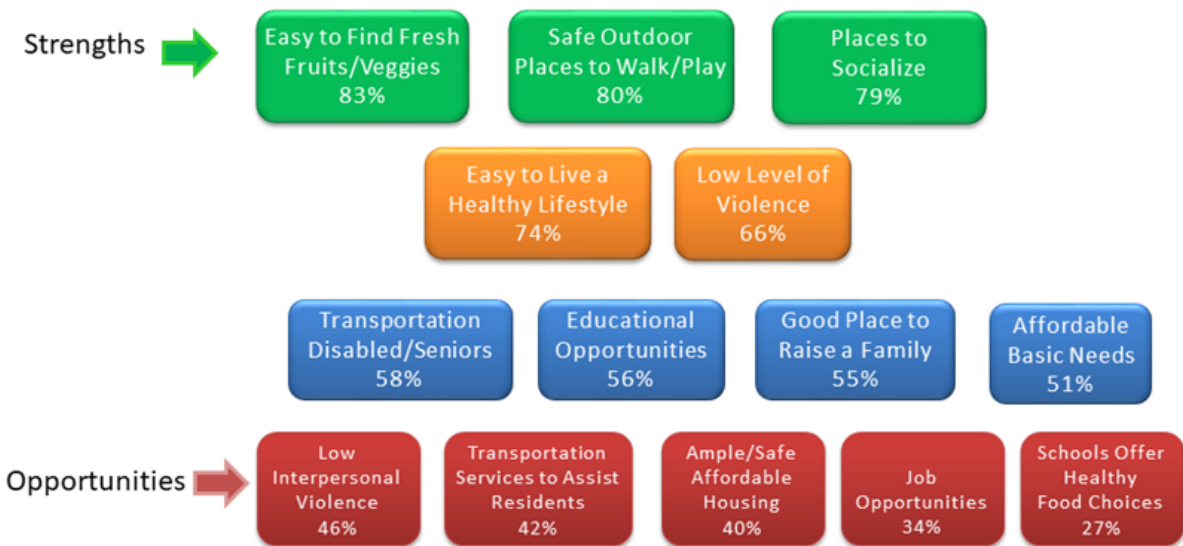 Strengths
Easy to Find Fresh
Fruits/Veggies
83%
Safe Outdoor
Places to Walk/Play
80%
Places to
Socialize
79%
Easy to Live a
Healthy Lifestyle
74%
Low Level of
Violence
66%
Transportation
Disabled/Seniors
58%
Educational
Opportunities
56%
Good Place to
Raise a Family
55%
Affordable
Basic Needs
51%
Opportunities
Low
Interpersonal
Violence
46%
Transportation
Services to Assist
Residents
42%
Ample/Safe
Affordable
Housing
40%
Job
Opportunities
34%
Schools Offer
Healthy
Food Choices
27%